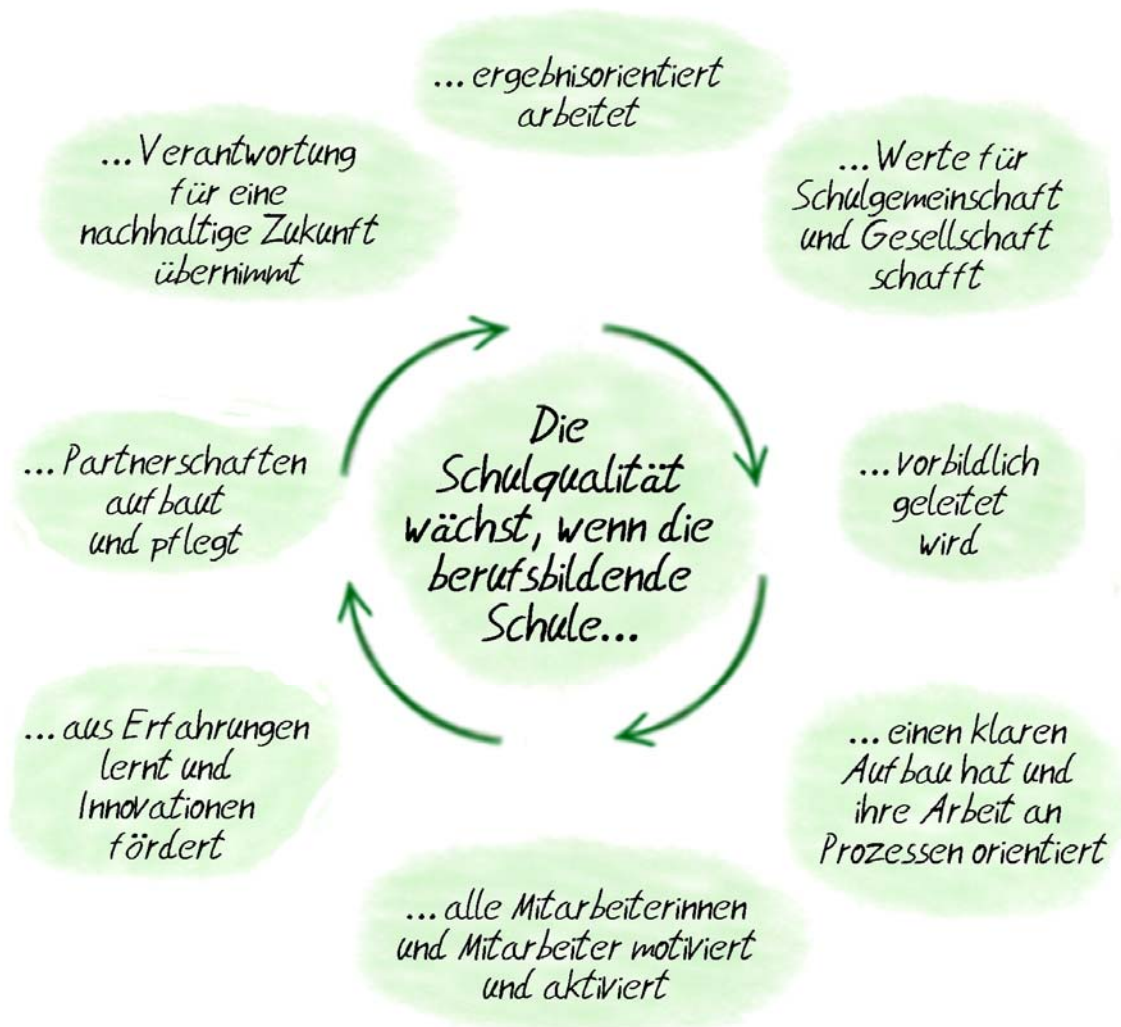 ...ergebnisorientiert
arbeitet
...Werte für
Schulgemeinschaft
und Gesellschaft
schafft
...vorbildlich
geleitet
wird
...einen klaren
Aufbau hat und
ihre Arbeit an
Prozessen orientiert
...alle Mitarbeiterinnen
und Mitarbeiter motiviert
und aktiviert
...aus Erfahrungen
lernt und
Innovationen
fördert
...Partnerschaften
aufbaut
und pflegt
...Verantwortung
für eine
nachhaltige Zukunft
übernimmt
Die
Schulqualität
wächst, wenn die
berufsbildende
Schule...